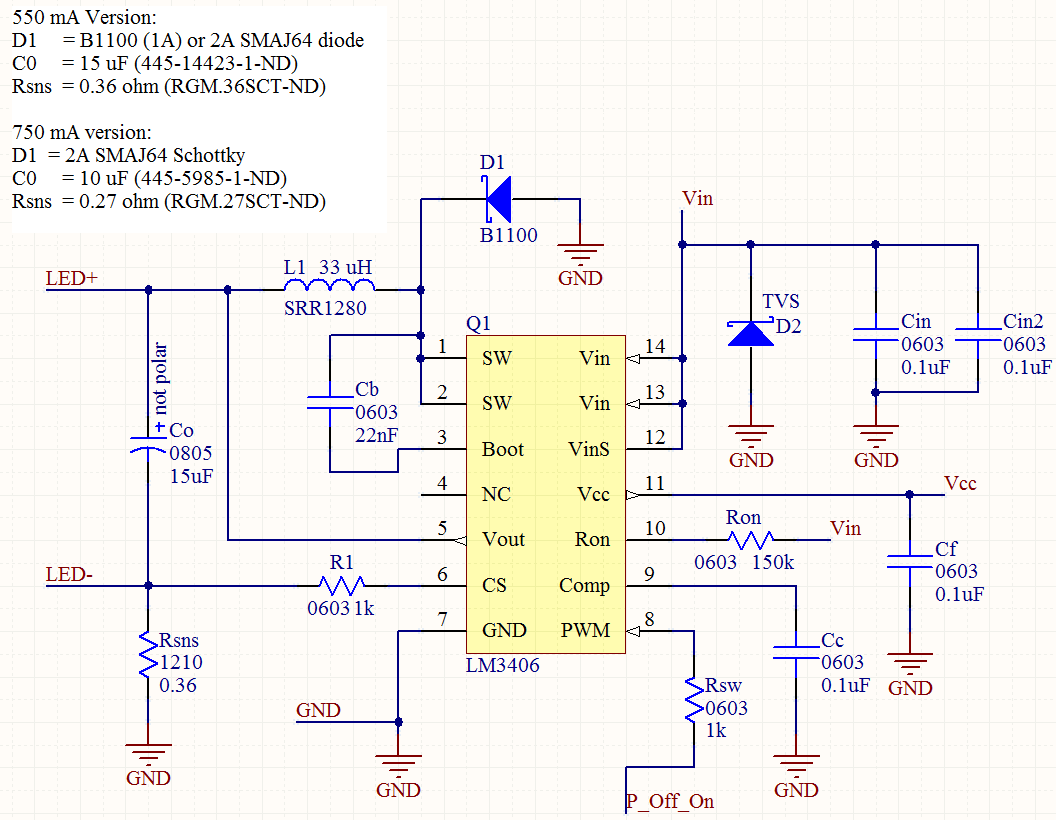 550 mA Version:
D1 = B1100 (1A) or 2A SMAJ64 diode
C0 = 15 uF (445-14423-1-ND)
Rsns = 0.36 ohm (RGM.36SCT-ND)
750 mA version:
D1 = 2A SMAJ64 Schottky
C0 = 10 uF (445-5985-1-ND)
Rsns = 0.27 ohm (RGM.27SCT-ND)
D1
B1100
GND
Vin
LED+
L1 33 uH
SRR1280
TVS
D2
GND
Cin
0603
0.1uF
GND
Cin2
0603
0.1uF
not polar
+
Co
0805
15uF
Cb
0603
22nF
Q1
1 SW
2 SW
3 Boot
4 NC
5 Vout
6 CS
7 GND
Vin 14
Vin 13
VinS 12
Vcc 11
Ron 10
Comp 9
PWM 8
LM3406
Vcc
Ron
0603 150k
Vin
Cf
0603
0.1uF
GND
LED-
R1
0603 1k
Rsns
1210
0.36
GND
GND
GND
Rsw
0603
1k
P_Off_On
Cc
0603
0.1uF
GND